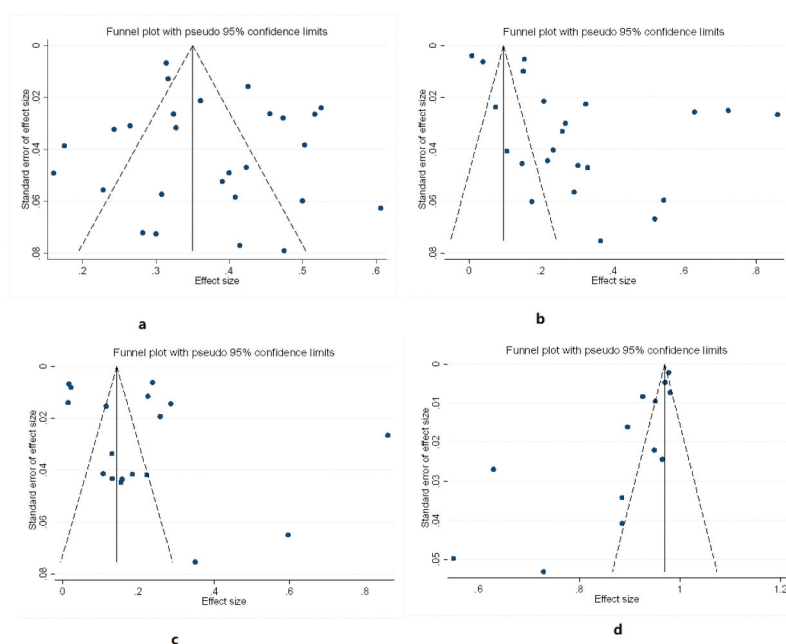 Funnel plot with pseudo 95% confidence limits
Standard error of effect size
0
.02
.04
.06
.08
.2
.3
.4
.5
.6
Effect size
a
Funnel plot with pseudo 95% confidence limits
Standard error of effect size
0
.02
.04
.06
.08
0
.2
.4
.6
.8
Effect size
b
Funnel plot with pseudo 95% confidence limits
Standard error of effect size
0
.02
.04
.06
.08
0
.2
.4
.6
.8
Effect size
c
Funnel plot with pseudo 95% confidence limits
Standard error of effect size
0
.01
.02
.03
.04
.05
.6
.8
1
1.2
Effect size
d